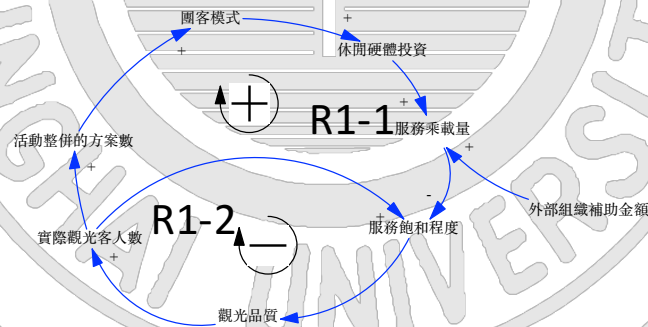 團客模式
+
+
休閒硬體投資
+
R1-1
服務乘載量
+
活動整併的方案數
+
-
外部組織補助金額
R1-2
+
實際觀光客人數
服務飽和程度
+
觀光品質
UNIVERS